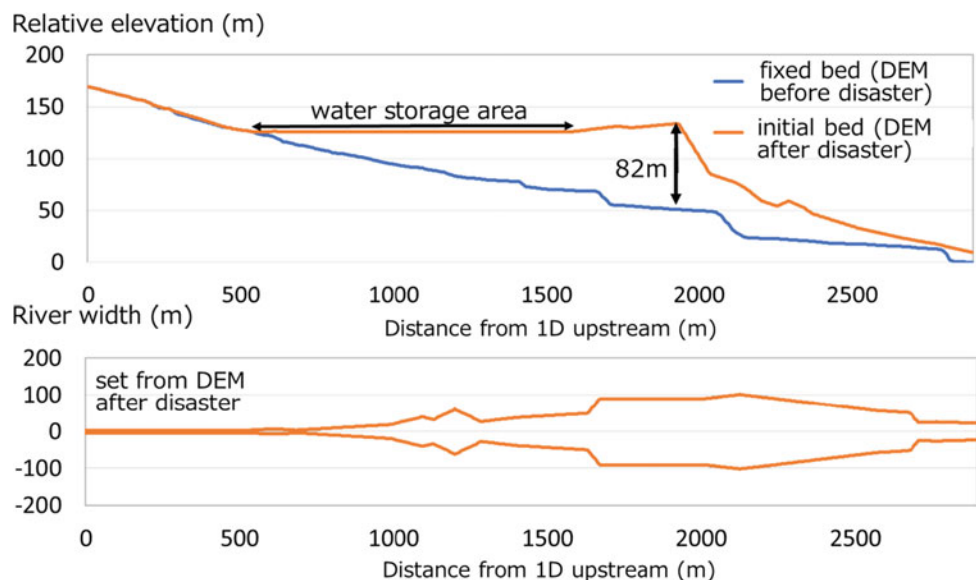 Relative elevation (m)
200
150
100
50
0
water storage area
82m
fixed bed (DEM
before disaster)
initial bed (DEM
after disaster)
0 500 1000 1500 2000 2500
Distance from 1D upstream (m)
River width (m)
200
100
0
-100
-200
set from DEM
after disaster
0 500 1000 1500 2000 2500
Distance from 1D upstream (m)